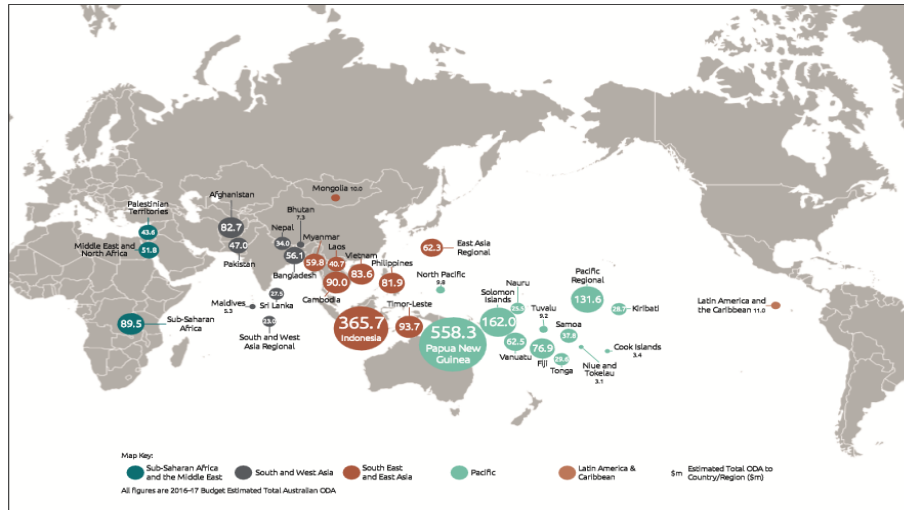 Mongolia 10.0
Afghanistan
82.7
Palestinian
Territories
43.6
Middle East and
North Africa
51.8
Bhutan
7.3
Nepal
34.0
Myanmar
59.8
Laos
40.7
Vietnam
83.6
Philippines
81.9
East Asia
Regional
62.3
47.0
Pakistan
56.1
Bangladesh
90.0
Cambodia
North Pacific
9.8
Nauru
Solomon
Islands
162.0
Pacific
Regional
131.6
Kiribati
Latin America and
the Caribbean
11.0
Maldives
5.3
27.5
Sri Lanka
23.0
South and West
Asia Regional
89.5
Sub-Saharan
Africa
365.7
Indonesia
Timor-Leste
93.7
558.3
Papua New
Guinea
Tuvalu
9.2
62.5
Vanuatu
76.9
Fiji
Samoa
37.8
Tonga
Niue and
Tokelau
3.1
Cook Islands
3.4
Map Key:
Sub-Saharan Africa
and the Middle East
South and West Asia
South East
and East Asia
Pacific
Latin America &
Caribbean
$m
Estimated Total ODA to
Country/Region ($m)
All figures are 2016–17 Budget Estimated Total Australian ODA